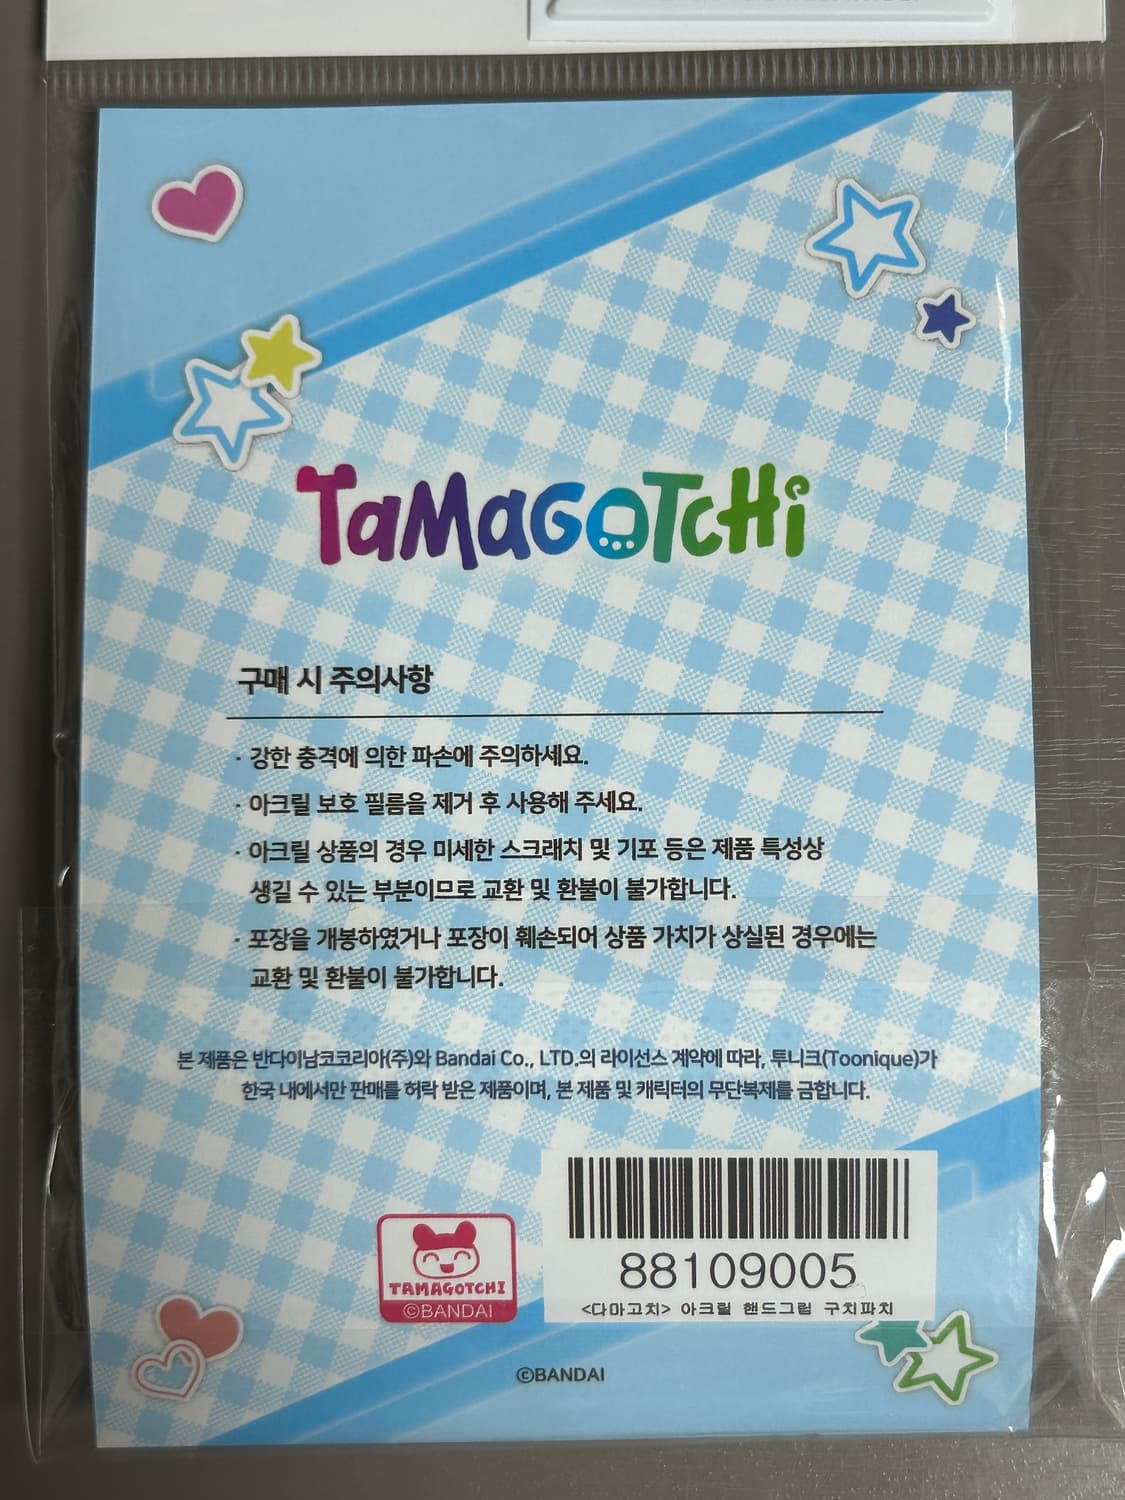 TaMaGOTcHi
구매 시 주의사항
· 강한 충격에 의한 파손에 주의하세요.
· 아크릴 보호 필름을 제거 후 사용해 주세요.
· 아크릴 상품의 경우 미세한 스크래치 및 기포 등은 제품 특성상
생길 수 있는 부분이므로 교환 및 환불이 불가합니다.
· 포장을 개봉하였거나 포장이 훼손되어 상품 가치가 상실된 경우에는
교환 및 환불이 불가합니다.
본 제품은 반다이남코코리아(주)와 Bandai Co., LTD.의 라이선스 계약에 따라, 투니크(Toonique)가
한국 내에서만 판매를 허락 받은 제품이며, 본 제품 및 캐릭터의 무단복제를 금합니다.
TAMAGOTCHI
©BANDAI
88109005
<다마고치> 아크릴 핸드그립 구치파치
©BANDAI